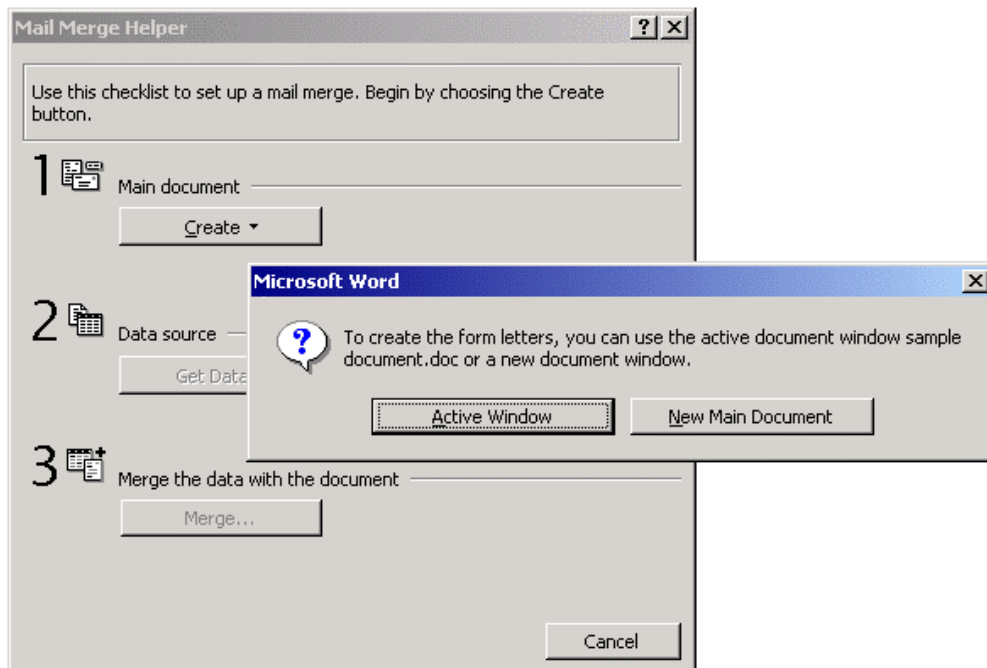 Mail Merge Helper
Use this checklist to set up a mail merge. Begin by choosing the Create
button.
1
Main document
Create
Microsoft Word
To create the form letters, you can use the active document window sample
document.doc or a new document window.
Active Window
New Main Document
2
Data source
Get Data
3
Merge the data with the document
Merge...
Cancel